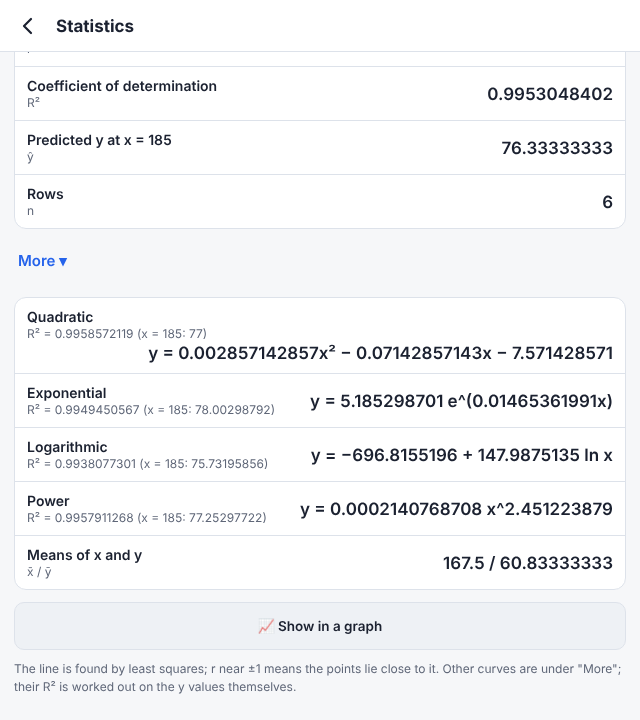 Statistics
Coefficient of determination
R²
0.9953048402
Predicted y at x = 185
ŷ
76.33333333
Rows
n
6
More ▾
Quadratic
R² = 0.9958572119 (x = 185: 77)
y = 0.002857142857x² − 0.07142857143x − 7.571428571
Exponential
R² = 0.9949450567 (x = 185: 78.00298792)
y = 5.185298701 e^(0.01465361991x)
Logarithmic
R² = 0.9938077301 (x = 185: 75.73195856)
y = −696.8155196 + 147.9875135 ln x
Power
R² = 0.9957911268 (x = 185: 77.25297722)
y = 0.0002140768708 x^2.451223879
Means of x and y
x̄ / ȳ
167.5 / 60.83333333
📈 Show in a graph
The line is found by least squares; r near ±1 means the points lie close to it. Other curves are under "More";
their R² is worked out on the y values themselves.